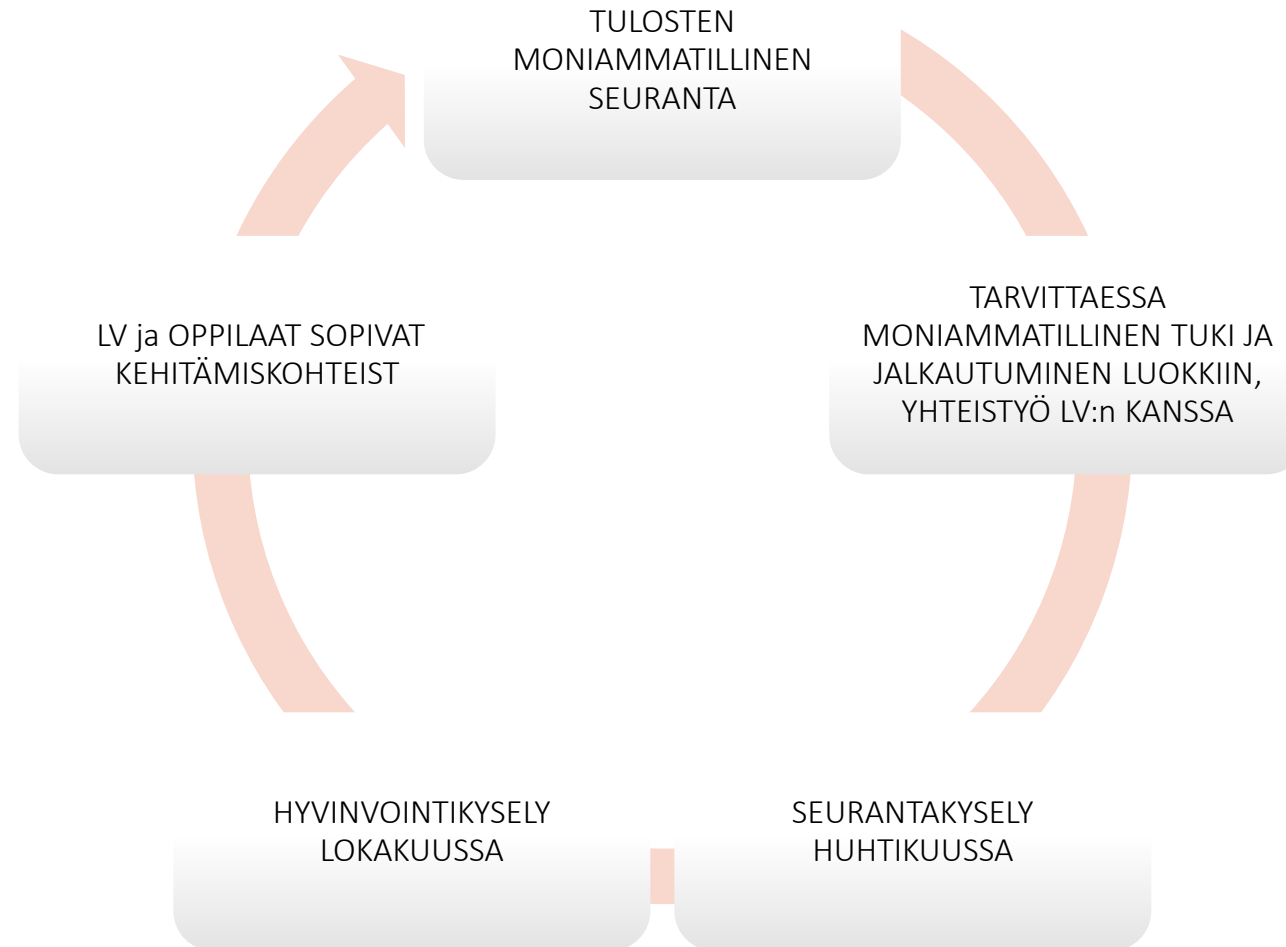 TULOSTEN
MONIAMMATILLINEN
SEURANTA
TARVITTAESSA
MONIAMMATILLINEN TUKI JA
JALKAUTUMINEN LUOKKIIN,
YHTEISTYÖ LV:n KANSSA
SEURANTAKYSELY
HUHTIKUUSSA
HYVINVOINTIKYSELY
LOKAKUUSSA
LV ja OPPILAAT SOPIVAT
KEHITÄMISKOHTEIST